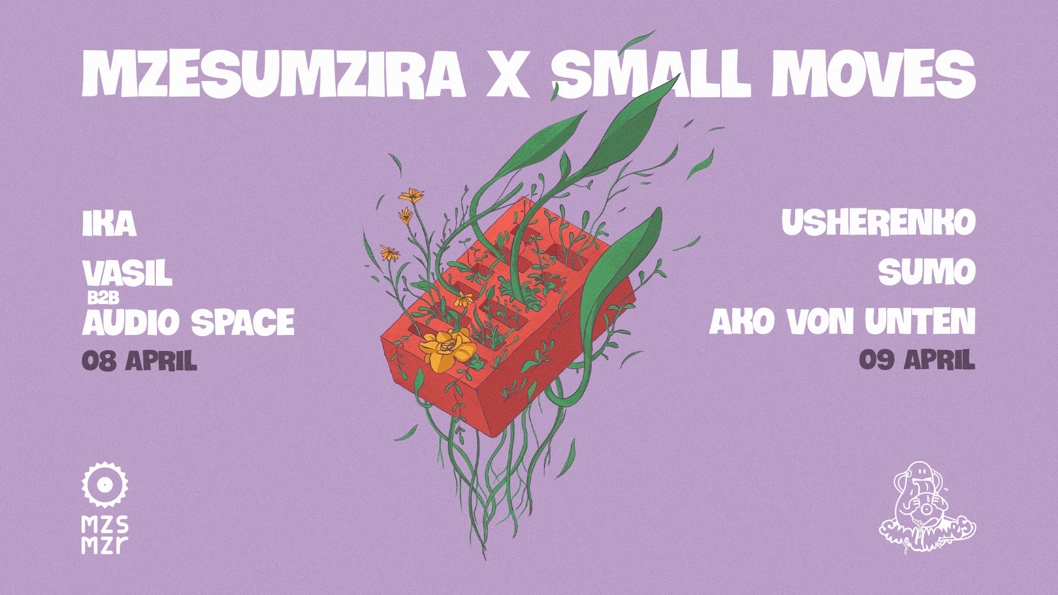 MZESUMZIRA X SMALL MOVES
IKA
VASIL
B2B
AUDIO SPACE
08 APRIL
USHERENKO
SUMO
AKO VON UNTEN
09 APRIL
MZS
MZr